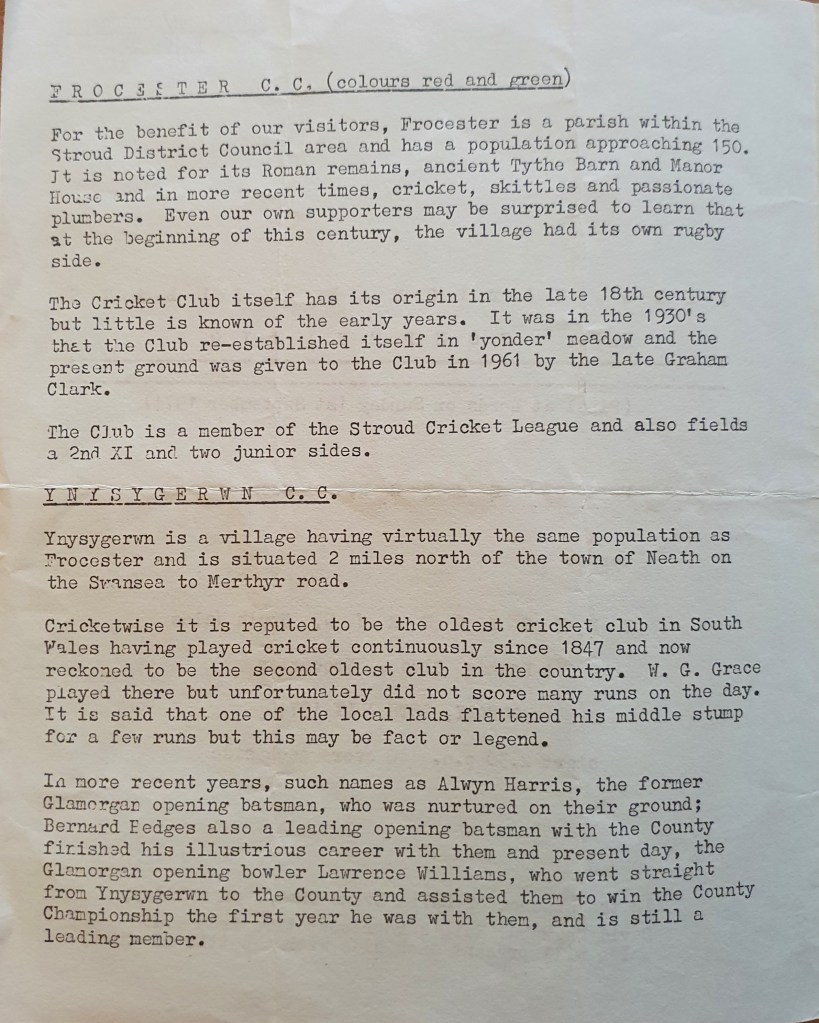 F R O C E S T E R   C. C. (colours red and green)
For the benefit of our visitors, Frocester is a parish within the
Stroud District Council area and has a population approaching 150.
It is noted for its Roman remains, ancient Tythe Barn and Manor
House and in more recent times, cricket, skittles and passionate
plumbers. Even our own supporters may be surprised to learn that
at the beginning of this century, the village had its own rugby
side.
The Cricket Club itself has its origin in the late 18th century
but little is known of the early years. It was in the 1930's
that the Club re-established itself in 'yonder' meadow and the
present ground was given to the Club in 1961 by the late Graham
Clark.
The Club is a member of the Stroud Cricket League and also fields
a 2nd XI and two junior sides.
Y N Y S Y G E R W N   C. C.
Ynysygerwn is a village having virtually the same population as
Frocester and is situated 2 miles north of the town of Neath on
the Swansea to Merthyr road.
Cricketwise it is reputed to be the oldest cricket club in South
Wales having played cricket continuously since 1847 and now
reckoned to be the second oldest club in the country. W. G. Grace
played there but unfortunately did not score many runs on the day.
It is said that one of the local lads flattened his middle stump
for a few runs but this may be fact or legend.
In more recent years, such names as Alwyn Harris, the former
Glamorgan opening batsman, who was nurtured on their ground;
Bernard Hedges also a leading opening batsman with the County
finished his illustrious career with them and present day, the
Glamorgan opening bowler Lawrence Williams, who went straight
from Ynysygerwn to the County and assisted them to win the County
Championship the first year he was with them, and is still a
leading member.